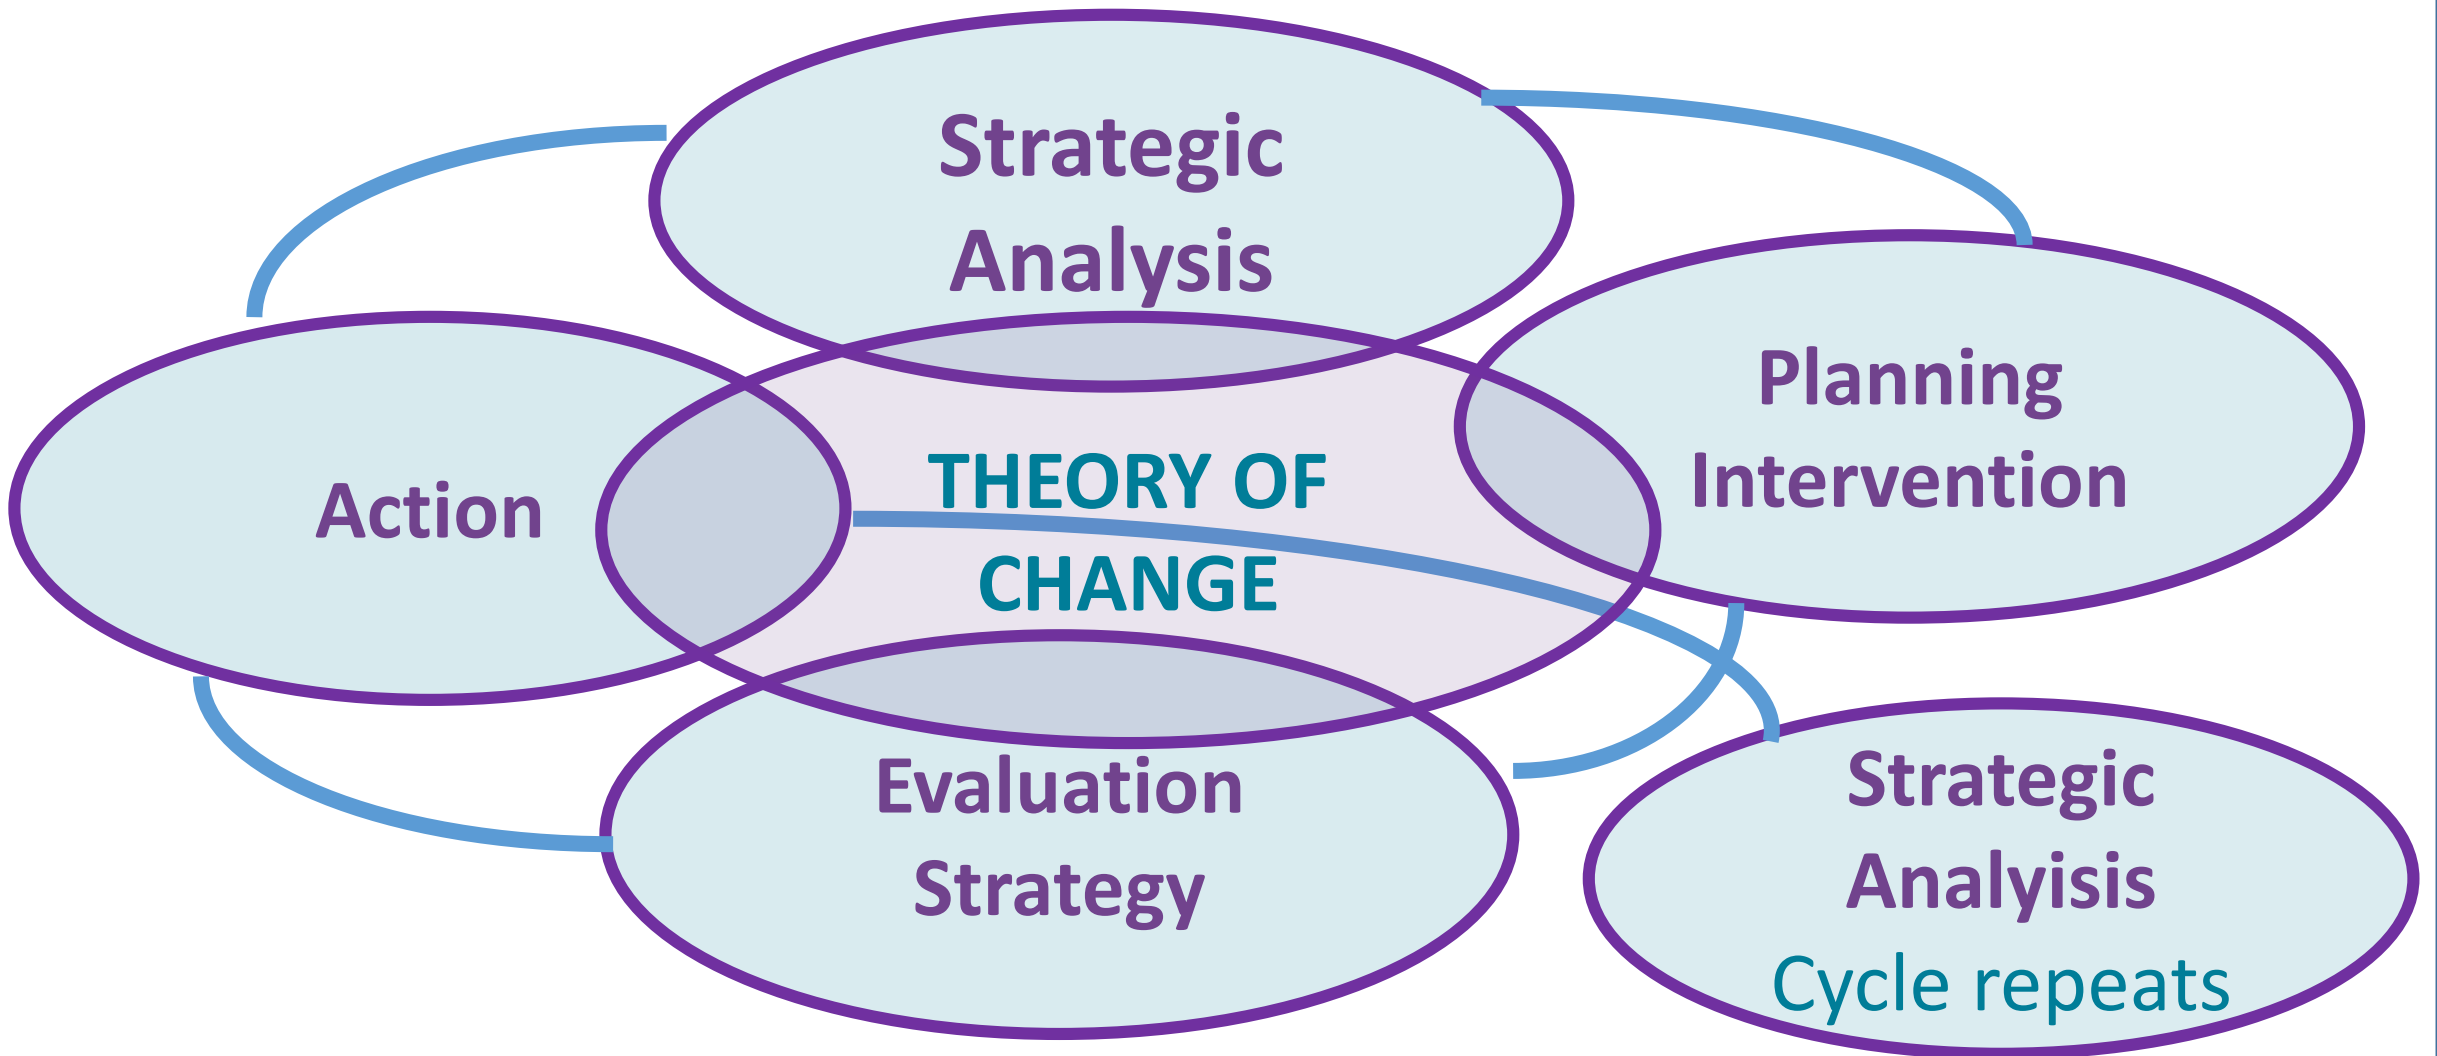 Strategic
Analysis
Planning
Intervention
Action
THEORY OF
CHANGE
Evaluation
Strategy
Strategic
Analyisis
Cycle repeats